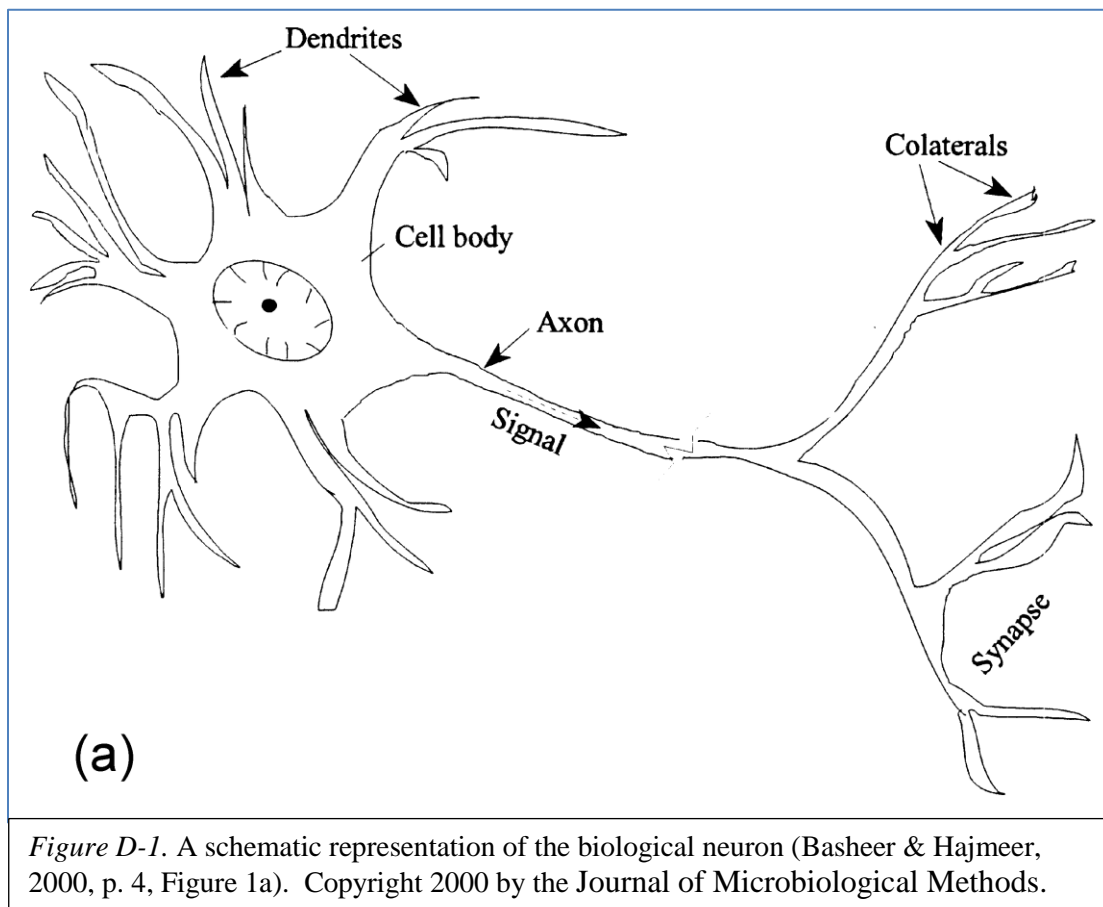 Dendrites
Colaterals
Cell body
Axon
Signal
Synapse
(a)
Figure D-1. A schematic representation of the biological neuron (Basheer & Hajmeer,
2000, p. 4, Figure 1a).  Copyright 2000 by the Journal of Microbiological Methods.